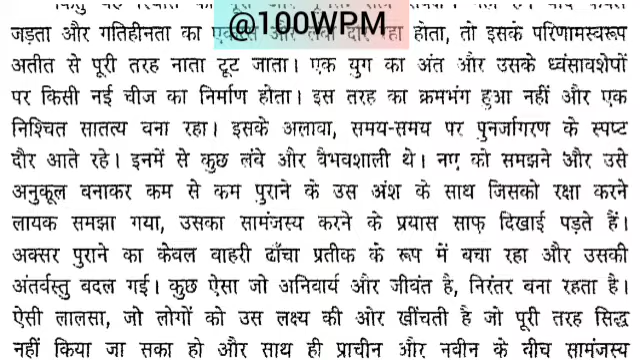 @100WPM
जड़ता और गतिहीनता का और दौर रहा होता, तो इसके परिणामस्वरूप
अतीत से पूरी तरह नाता टूट जाता। एक युग का अंत और उसके ध्वंसावशेषों
पर किसी नई चीज का निर्माण होता। इस तरह का क्रमभंग हुआ नहीं और एक
निश्चित सातत्य बना रहा। इसके अलावा, समय-समय पर पुनर्जागरण के स्पष्ट
दौर आते रहे। इनमें से कुछ लंबे और वैभवशाली थे। नए को समझने और उसे
अनुकूल बनाकर कम से कम पुराने के उस अंश के साथ जिसको रक्षा करने
लायक समझा गया, उसका सामंजस्य करने के प्रयास साफ़ दिखाई पड़ते हैं।
अक्सर पुराने का केवल बाहरी ढाँचा प्रतीक के रूप में बचा रहा और उसकी
अंतर्वस्तु बदल गई। कुछ ऐसा जो अनिवार्य और जीवंत है, निरंतर बना रहता है।
ऐसी लालसा, जो लोगों को उस लक्ष्य की ओर खींचती है जो पूरी तरह सिद्ध
नहीं किया जा सका हो और साथ ही प्राचीन और नवीन के बीच सामंजस्य